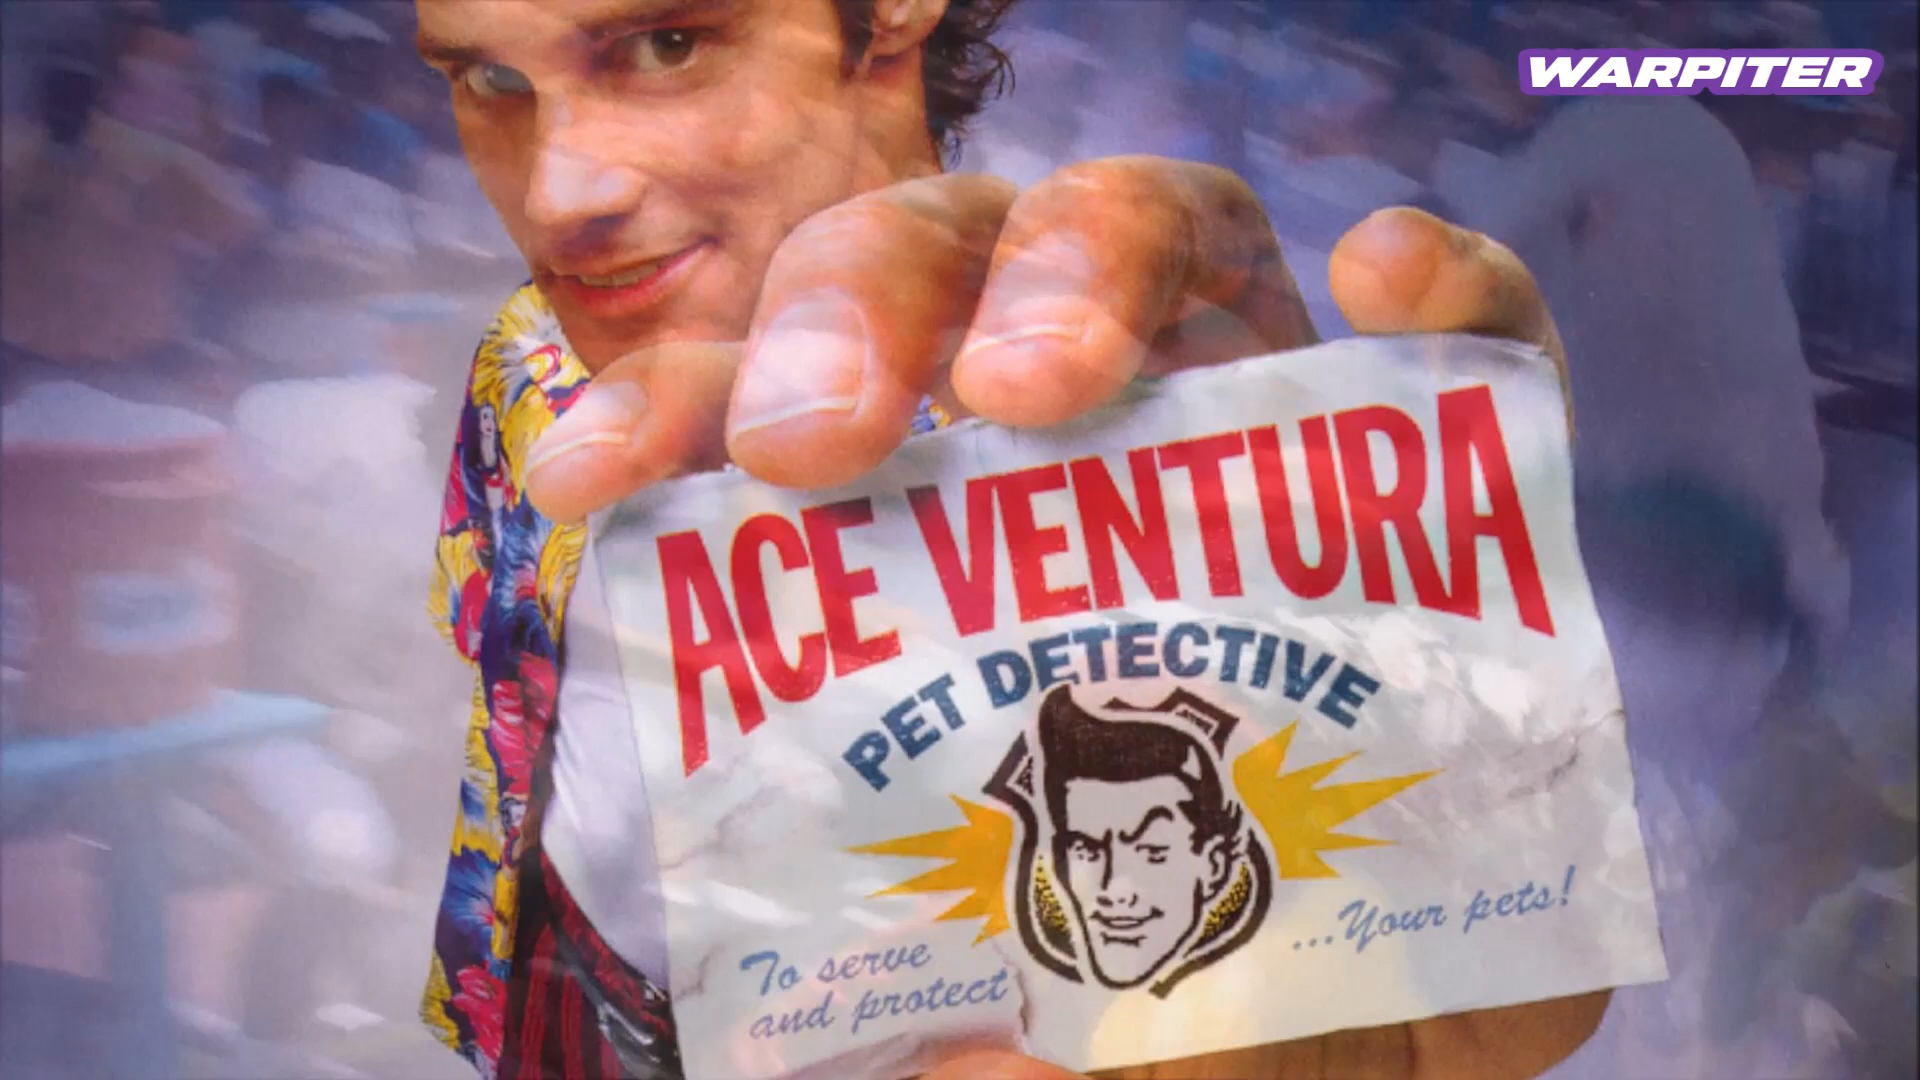 WARPITER
ACE VENTURA
PET DETECTIVE
To serve
and protect
...Your pets!